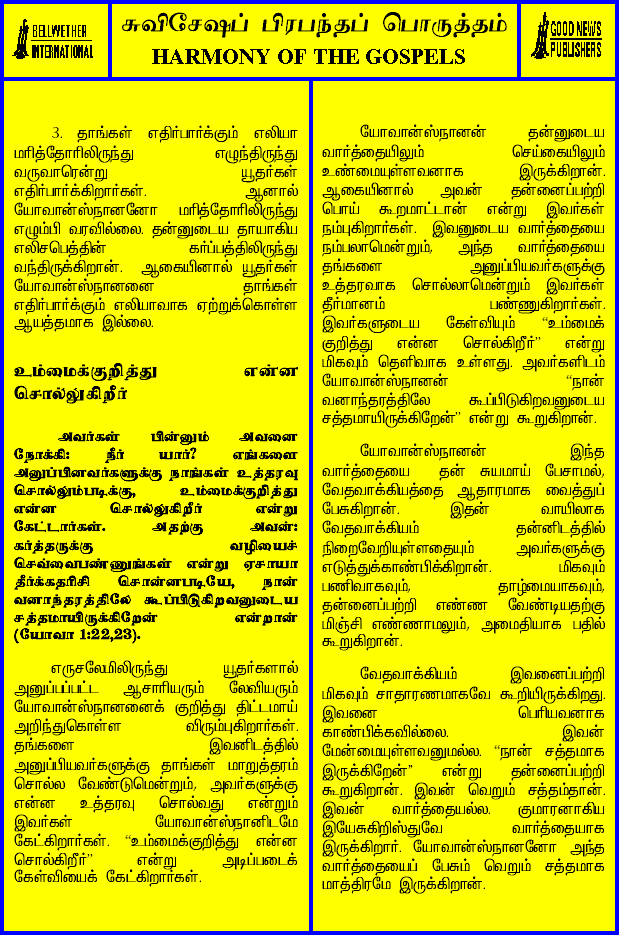 BELLWETHER
INTERNATIONAL
சுவிசேஷப் பிரபந்தப் பொருத்தம்
HARMONY OF THE GOSPELS
GOOD NEWS
PUBLISHERS
3. தாங்கள் எதிர்பார்க்கும் எலியா
மரித்தோரிலிருந்து எழுந்திருந்து
வருவாரென்று யூதர்கள்
எதிர்பார்க்கிறார்கள். ஆனால்
யோவான்ஸ்நானனோ மரித்தோரிலிருந்து
எழும்பி வரவில்லை. தன்னுடைய தாயாகிய
எலிசபெத்தின் கர்ப்பத்திலிருந்து
வந்திருக்கிறான். ஆகையினால் யூதர்கள்
யோவான்ஸ்நானனை தாங்கள்
எதிர்பார்க்கும் எலியாவாக ஏற்றுக்கொள்ள
ஆயத்தமாக இல்லை.
உம்மைக்குறித்து என்ன
சொல்லுகிறீர்
அவர்கள் பின்னும் அவனை
நோக்கி: நீர் யார்? எங்களை
அனுப்பினவர்களுக்கு நாங்கள் உத்தரவு
சொல்லும்படிக்கு, உம்மைக்குறித்து
என்ன சொல்லுகிறீர் என்று
கேட்டார்கள். அதற்கு அவன்:
கர்த்தருக்கு வழியைச்
செவ்வைபண்ணுங்கள் என்று ஏசாயா
தீர்க்கதரிசி சொன்னபடியே, நான்
வனாந்தரத்திலே கூப்பிடுகிறவனுடைய
சத்தமாயிருக்கிறேன் என்றான்
(யோவா 1:22,23).
எருசலேமிலிருந்து யூதர்களால்
அனுப்பப்பட்ட ஆசாரியரும் லேவியரும்
யோவான்ஸ்நானனைக் குறித்து திட்டமாய்
அறிந்துகொள்ள விரும்புகிறார்கள்.
தங்களை இவனிடத்தில்
அனுப்பியவர்களுக்கு தாங்கள் மாறுத்தரம்
சொல்ல வேண்டுமென்றும், அவர்களுக்கு
என்ன உத்தரவு சொல்வது என்றும்
இவர்கள் யோவான்ஸ்நானிடமே
கேட்கிறார்கள். “உம்மைக்குறித்து என்ன
சொல்கிறீர்” என்று அடிப்படைக்
கேள்வியைக் கேட்கிறார்கள்.
யோவான்ஸ்நானன் தன்னுடைய
வார்த்தையிலும் செய்கையிலும்
உண்மையுள்ளவனாக இருக்கிறான்.
ஆகையினால் அவன் தன்னைப்பற்றி
பொய் கூறமாட்டான் என்று இவர்கள்
நம்புகிறார்கள். இவனுடைய வார்த்தையை
நம்பலாமென்றும், அந்த வார்த்தையை
தங்களை அனுப்பியவர்களுக்கு
உத்தரவாக சொல்லாமென்றும் இவர்கள்
தீர்மானம் பண்ணுகிறார்கள்.
இவர்களுடைய கேள்வியும் “உம்மைக்
குறித்து என்ன சொல்கிறீர்” என்று
மிகவும் தெளிவாக உள்ளது. அவர்களிடம்
யோவான்ஸ்நானன் “நான்
வனாந்தரத்திலே கூப்பிடுகிறவனுடைய
சத்தமாயிருக்கிறேன்” என்று கூறுகிறான்.
யோவான்ஸ்நானன் இந்த
வார்த்தையை தன் சுயமாய் பேசாமல்,
வேதவாக்கியத்தை ஆதாரமாக வைத்துப்
பேசுகிறான். இதன் வாயிலாக
வேதவாக்கியம் தன்னிடத்தில்
நிறைவேறியுள்ளதையும் அவர்களுக்கு
எடுத்துக்காண்பிக்கிறான். மிகவும்
பணிவாகவும், தாழ்மையாகவும்,
தன்னைப்பற்றி எண்ண வேண்டியதற்கு
மிஞ்சி எண்ணாமலும், அமைதியாக பதில்
கூறுகிறான்.
வேதவாக்கியம் இவனைப்பற்றி
மிகவும் சாதாரணமாகவே கூறியிருக்கிறது.
இவனை பெரியவனாக
காண்பிக்கவில்லை. இவன்
மேன்மையுள்ளவனுமல்ல. “நான் சத்தமாக
இருக்கிறேன்” என்று தன்னைப்பற்றி
கூறுகிறான். இவன் வெறும் சத்தம்தான்.
இவன் வார்த்தையல்ல. குமாரனாகிய
இயேசுகிறிஸ்துவே வார்த்தையாக
இருக்கிறார். யோவான்ஸ்நானனோ அந்த
வார்த்தையைப் பேசும் வெறும் சத்தமாக
மாத்திரமே இருக்கிறான்.